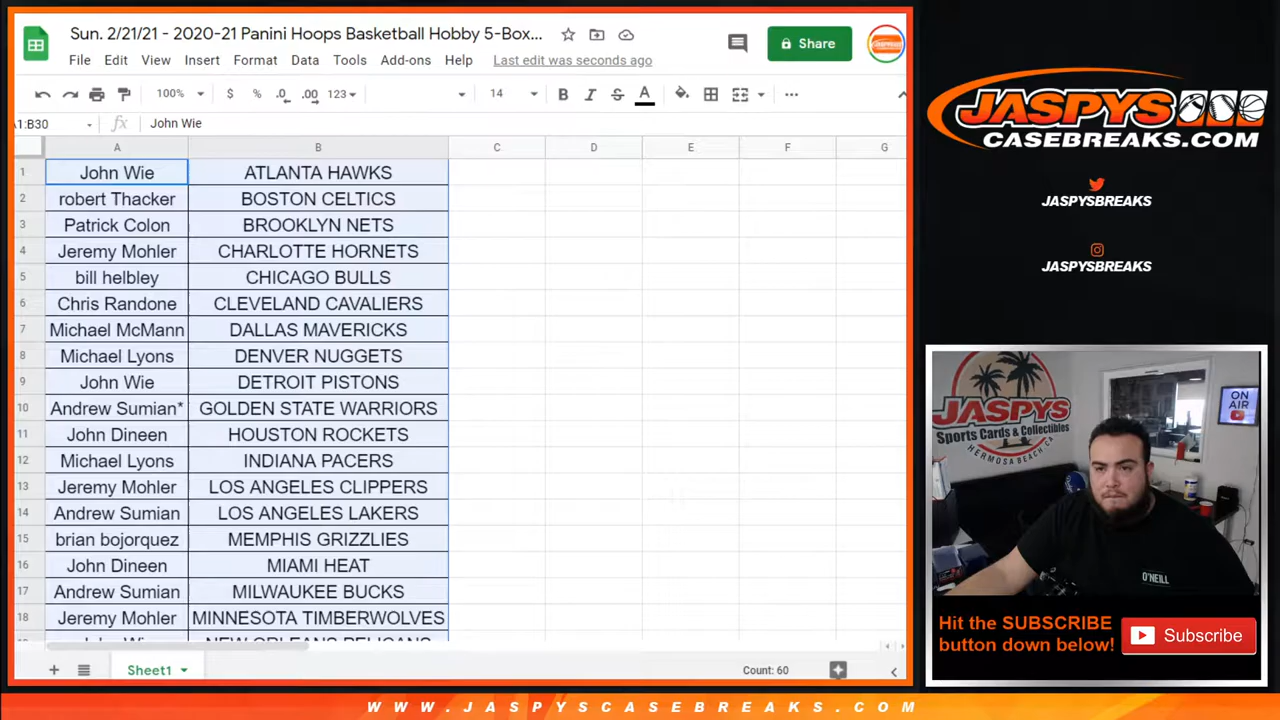 Sun. 2/21/21 - 2020-21 Panini Hoops Basketball Hobby 5-Box...
File Edit View Insert Format Data Tools Add-ons Help Last edit was seconds ago
Share
100% $ % .0 .00 123 14 B I S A
A1:B30 fx John Wie
A B C D E F G
1 John Wie ATLANTA HAWKS
2 robert Thacker BOSTON CELTICS
3 Patrick Colon BROOKLYN NETS
4 Jeremy Mohler CHARLOTTE HORNETS
5 bill helbley CHICAGO BULLS
6 Chris Randone CLEVELAND CAVALIERS
7 Michael McMann DALLAS MAVERICKS
8 Michael Lyons DENVER NUGGETS
9 John Wie DETROIT PISTONS
10 Andrew Sumian* GOLDEN STATE WARRIORS
11 John Dineen HOUSTON ROCKETS
12 Michael Lyons INDIANA PACERS
13 Jeremy Mohler LOS ANGELES CLIPPERS
14 Andrew Sumian LOS ANGELES LAKERS
15 brian bojorquez MEMPHIS GRIZZLIES
16 John Dineen MIAMI HEAT
17 Andrew Sumian MILWAUKEE BUCKS
18 Jeremy Mohler MINNESOTA TIMBERWOLVES
NEW ORLEANS PELICANS
Sheet1
Count: 60
JASPYS
CASEBREAKS.COM
JASPYSBREAKS
JASPYSBREAKS
JASPYS
Sports Cards & Collectibles
HERMOSA BEACH CA
ON
AIR
O'NEILL
Hit the SUBSCRIBE
button down below!
Subscribe
WWW.JASPYSCASEBREAKS.COM